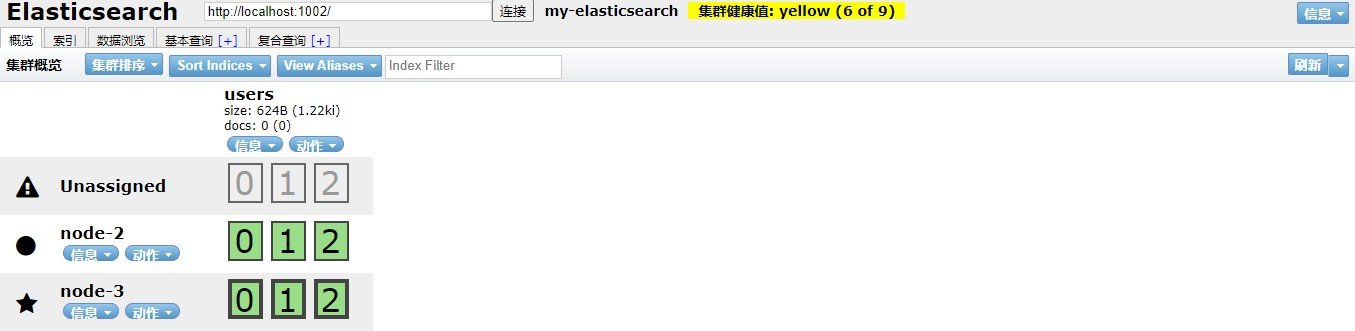 Elasticsearch http://localhost:1002/ 连接 my-elasticsearch 集群健康值: yellow (6 of 9) 信息
概览 索引 数据浏览 基本查询 [+] 复合查询 [+]
集群概览 集群排序 Sort Indices View Aliases Index Filter 刷新
users
size: 624B (1.22ki)
docs: 0 (0)
信息 动作
Unassigned 0 1 2
node-2 0 1 2
信息 动作
node-3 0 1 2
信息 动作